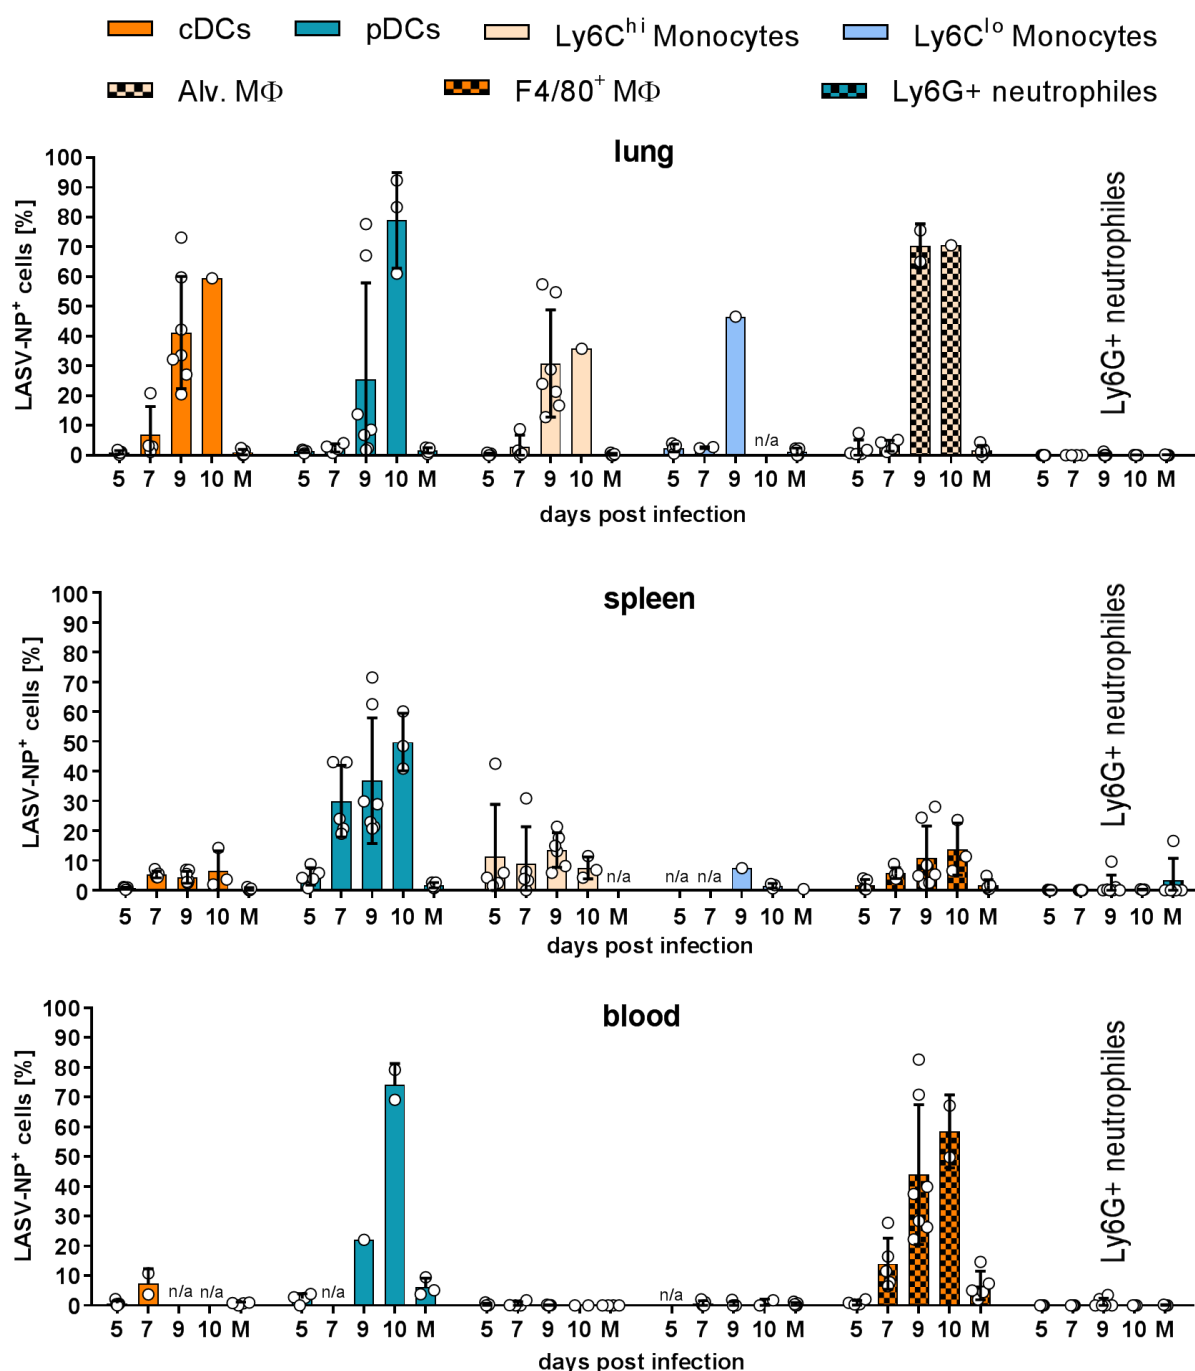 cDCs pDCs Ly6C^hi Monocytes Ly6C^lo Monocytes
Alv. MΦ F4/80⁺ MΦ Ly6G+ neutrophiles
lung
LASV-NP⁺ cells [%]
100
90
80
70
60
50
40
30
20
10
0
n/a
Ly6G+ neutrophiles
5 7 9 10 M 5 7 9 10 M 5 7 9 10 M 5 7 9 10 M 5 7 9 10 M 5 7 9 10 M
days post infection
spleen
LASV-NP⁺ cells [%]
100
90
80
70
60
50
40
30
20
10
0
n/a n/a n/a
Ly6G+ neutrophiles
5 7 9 10 M 5 7 9 10 M 5 7 9 10 M 5 7 9 10 M 5 7 9 10 M 5 7 9 10 M
days post infection
blood
LASV-NP⁺ cells [%]
100
90
80
70
60
50
40
30
20
10
0
n/a n/a n/a n/a
Ly6G+ neutrophiles
5 7 9 10 M 5 7 9 10 M 5 7 9 10 M 5 7 9 10 M 5 7 9 10 M 5 7 9 10 M
days post infection